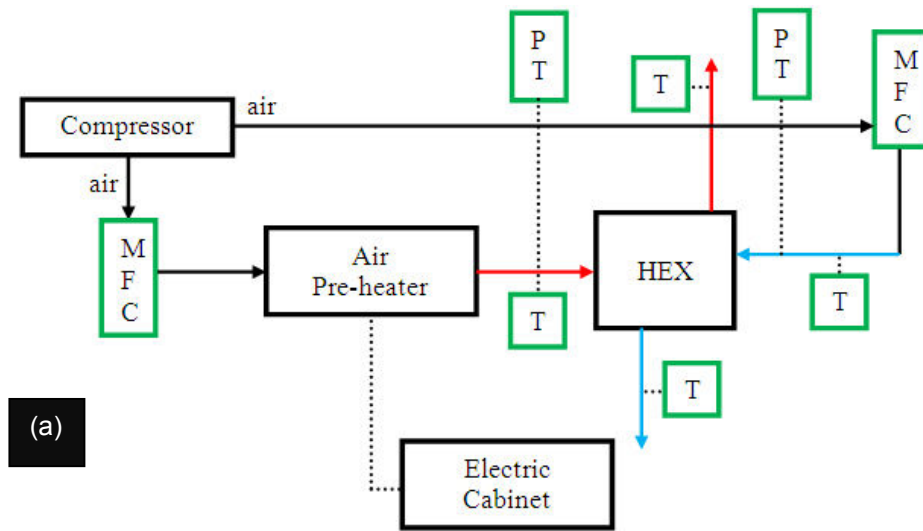 P
T
P
T
M
F
C
T
air
Compressor
air
M
F
C
Air
Pre-heater
HEX
T
T
T
(a)
Electric
Cabinet